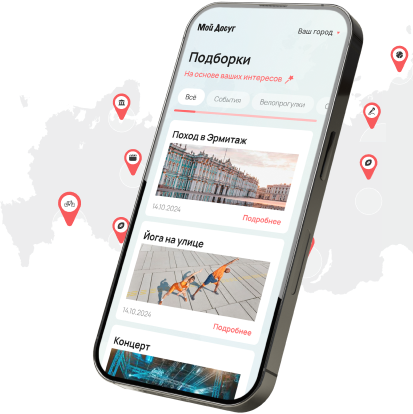 Мой Досуг
Ваш город
Подборки
На основе ваших интересов
Всё
События
Велопрогулки
Поход в Эрмитаж
14.10.2024
Подробнее
Йога на улице
14.10.2024
Подробнее
Концерт